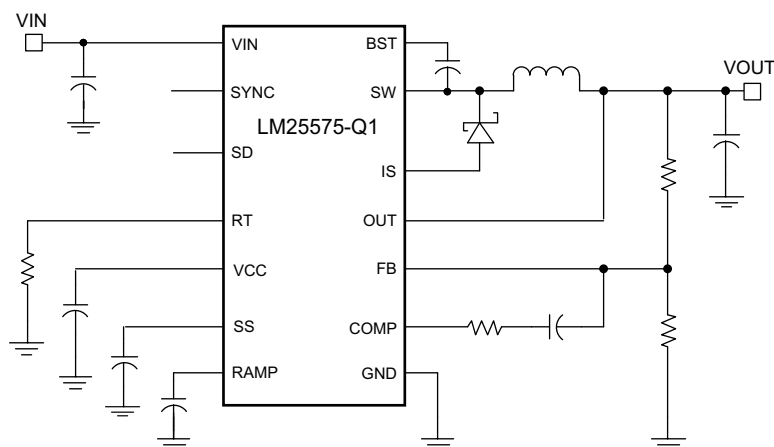 VIN
VOUT
VIN
BST
SYNC
SW
LM25575-Q1
SD
IS
RT
OUT
VCC
FB
SS
COMP
RAMP
GND